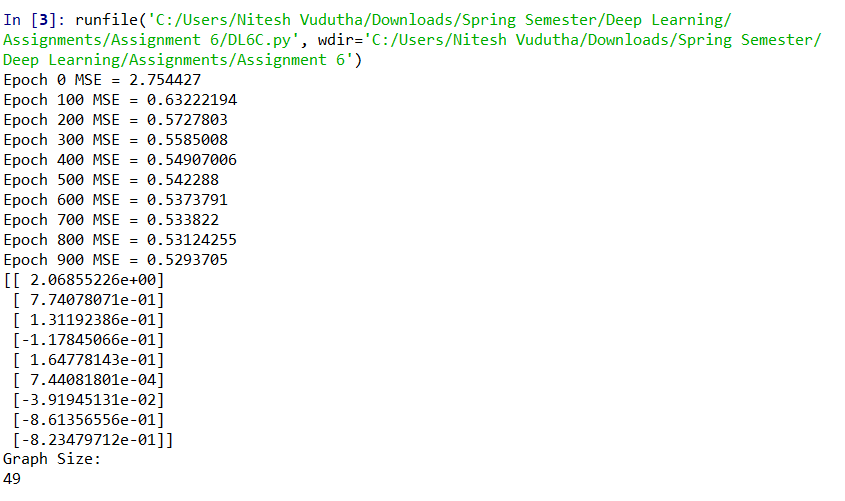 In [3]: runfile('C:/Users/Nitesh Vudutha/Downloads/Spring Semester/Deep Learning/
Assignments/Assignment 6/DL6C.py', wdir='C:/Users/Nitesh Vudutha/Downloads/Spring Semester/
Deep Learning/Assignments/Assignment 6')
Epoch 0 MSE = 2.754427
Epoch 100 MSE = 0.63222194
Epoch 200 MSE = 0.5727803
Epoch 300 MSE = 0.5585008
Epoch 400 MSE = 0.54907006
Epoch 500 MSE = 0.542288
Epoch 600 MSE = 0.5373791
Epoch 700 MSE = 0.533822
Epoch 800 MSE = 0.53124255
Epoch 900 MSE = 0.5293705
[[ 2.06855226e+00]
 [ 7.74078071e-01]
 [ 1.31192386e-01]
 [-1.17845066e-01]
 [ 1.64778143e-01]
 [ 7.44081801e-04]
 [-3.91945131e-02]
 [-8.61356556e-01]
 [-8.23479712e-01]]
Graph Size:
49